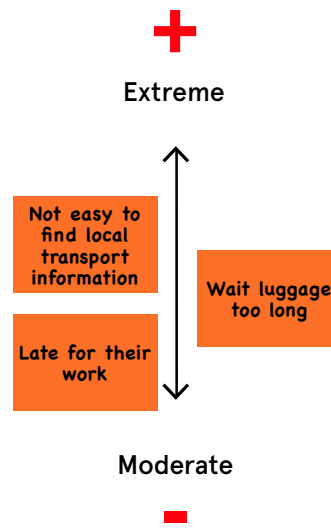 +
Extreme
Not easy to
find local
transport
information
Wait luggage
too long
Late for their
work
Moderate
-